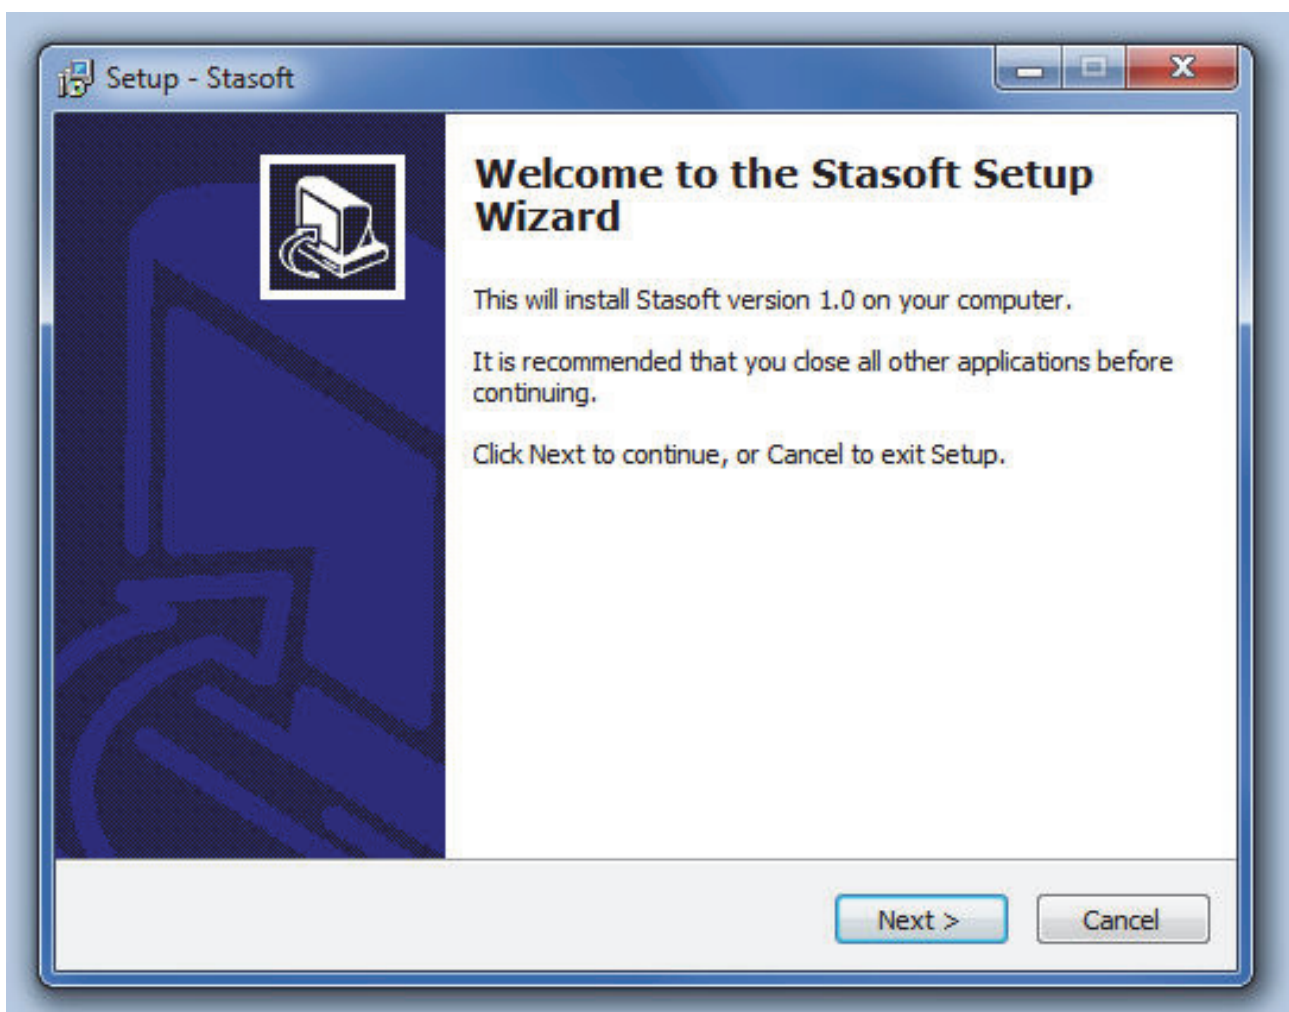 Setup - Stasoft
Welcome to the Stasoft Setup
Wizard
This will install Stasoft version 1.0 on your computer.
It is recommended that you close all other applications before
continuing.
Click Next to continue, or Cancel to exit Setup.
Next >
Cancel